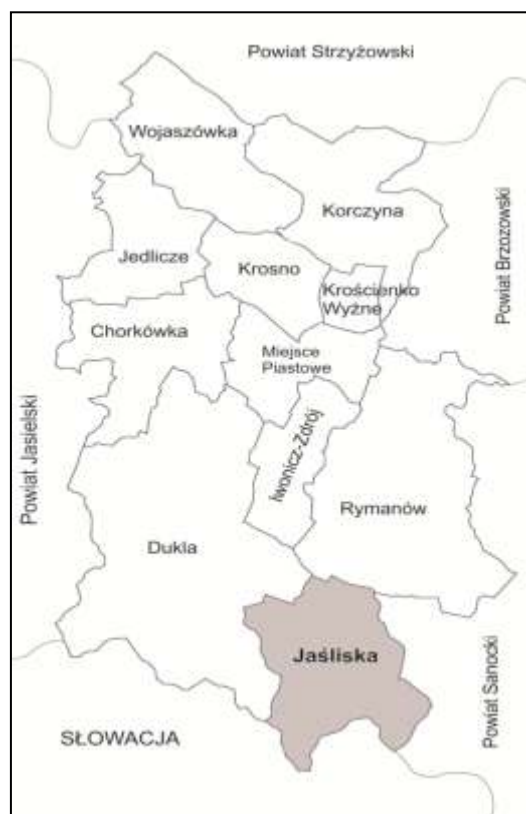 Powiat Strzyżowski
Wojaszówka
Korczyna
Powiat Brzozowski
Jedlicze
Krosno
Krościenko
Wyżne
Chorkówka
Miejsce
Piastowe
Powiat Jasielski
Iwonicz-Zdrój
Rymanów
Dukla
Jaśliska
Powiat Sanocki
SŁOWACJA